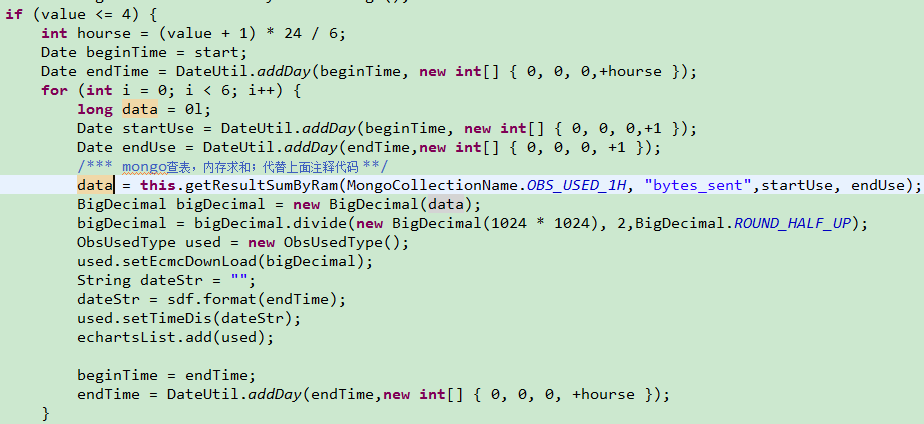 if (value <= 4) {
int hourse = (value + 1) * 24 / 6;
Date beginTime = start;
Date endTime = DateUtil.addDay(beginTime, new int[] { 0, 0, 0,+hourse });
for (int i = 0; i < 6; i++) {
long data = 0l;
Date startUse = DateUtil.addDay(beginTime, new int[] { 0, 0, 0,+1 });
Date endUse = DateUtil.addDay(endTime,new int[] { 0, 0, 0, +1 });
/*** mongo查表，内存求和；代替上面注释代码 **/
data = this.getResultSumByRam(MongoCollectionName.OBS_USED_1H, "bytes_sent",startUse, endUse);
BigDecimal bigDecimal = new BigDecimal(data);
bigDecimal = bigDecimal.divide(new BigDecimal(1024 * 1024), 2,BigDecimal.ROUND_HALF_UP);
ObsUsedType used = new ObsUsedType();
used.setEcmcDownLoad(bigDecimal);
String dateStr = "";
dateStr = sdf.format(endTime);
used.setTimeDis(dateStr);
echartsList.add(used);
beginTime = endTime;
endTime = DateUtil.addDay(endTime,new int[] { 0, 0, 0, +hourse });
}